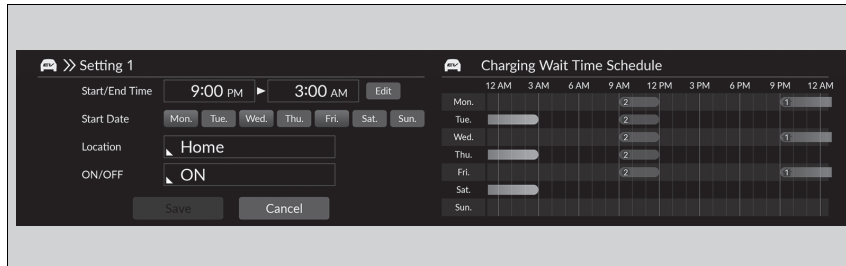 EV Setting 1
Start/End Time 9:00 PM 3:00 AM Edit
Start Date Mon. Tue. Wed. Thu. Fri. Sat. Sun.
Location Home
ON/OFF ON
Save Cancel
EV Charging Wait Time Schedule
12 AM 3 AM 6 AM 9 AM 12 PM 3 PM 6 PM 9 PM 12 AM
Mon. 2 1
Tue. 2
Wed. 2 1
Thu. 2
Fri. 2 1
Sat.
Sun.